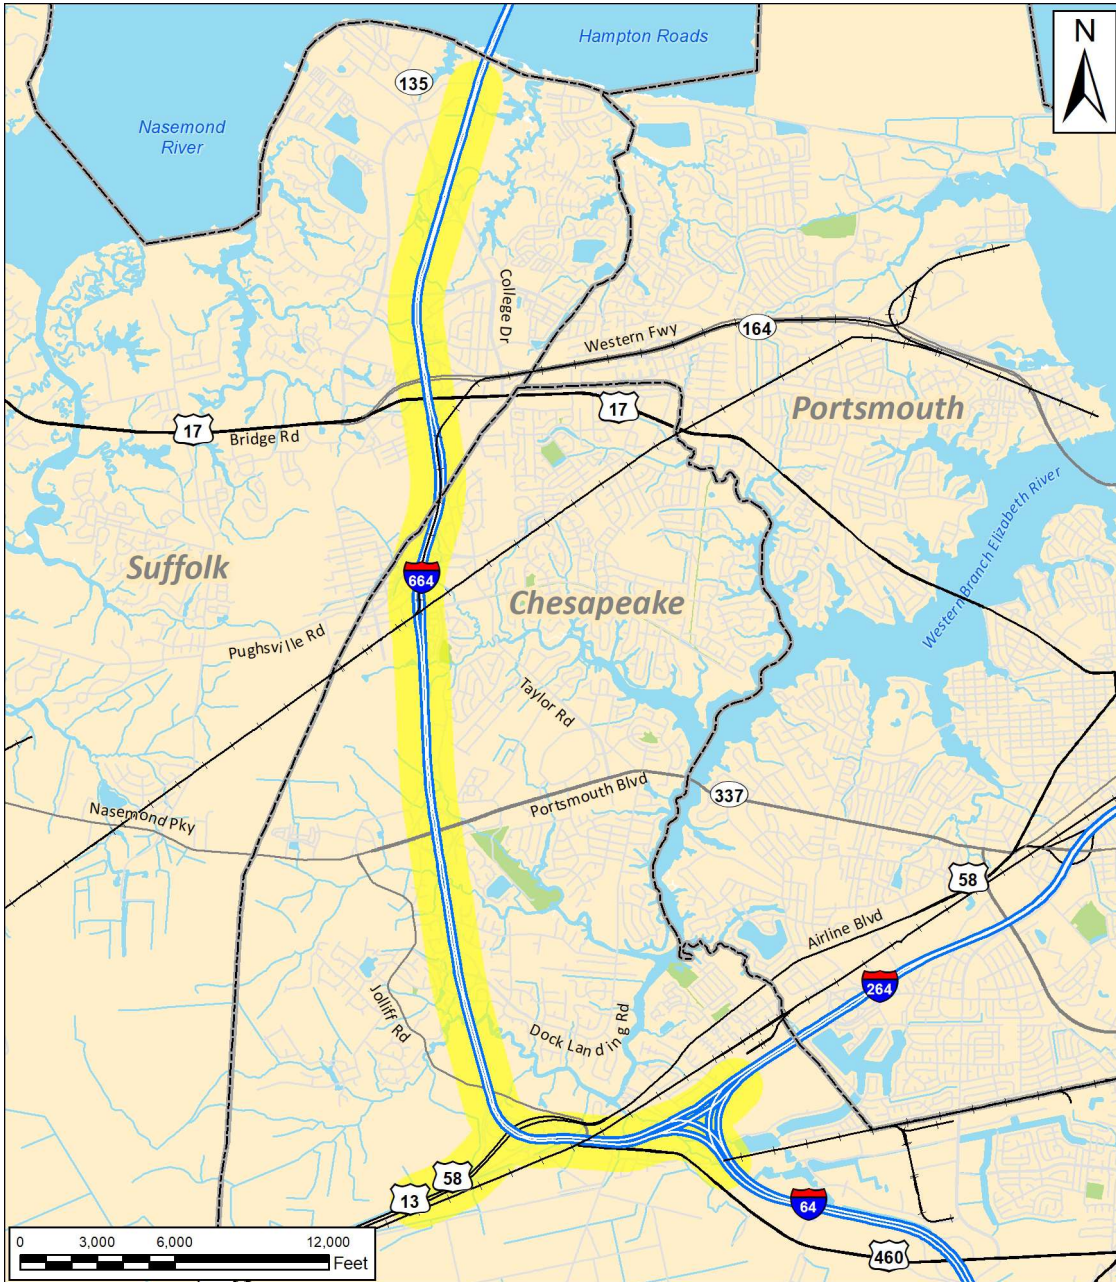 Hampton Roads
N
135
Nasemond
River
College Dr
Western Fwy
164
17
Portsmouth
17
Bridge Rd
Western Branch Elizabeth River
Suffolk
664
Chesapeake
Pughsville Rd
Taylor Rd
Portsmouth Blvd
337
Nasemond Pky
58
Airline Blvd
264
Jolliff Rd
Dock Landing Rd
58
13
64
460
0 3,000 6,000 12,000
Feet